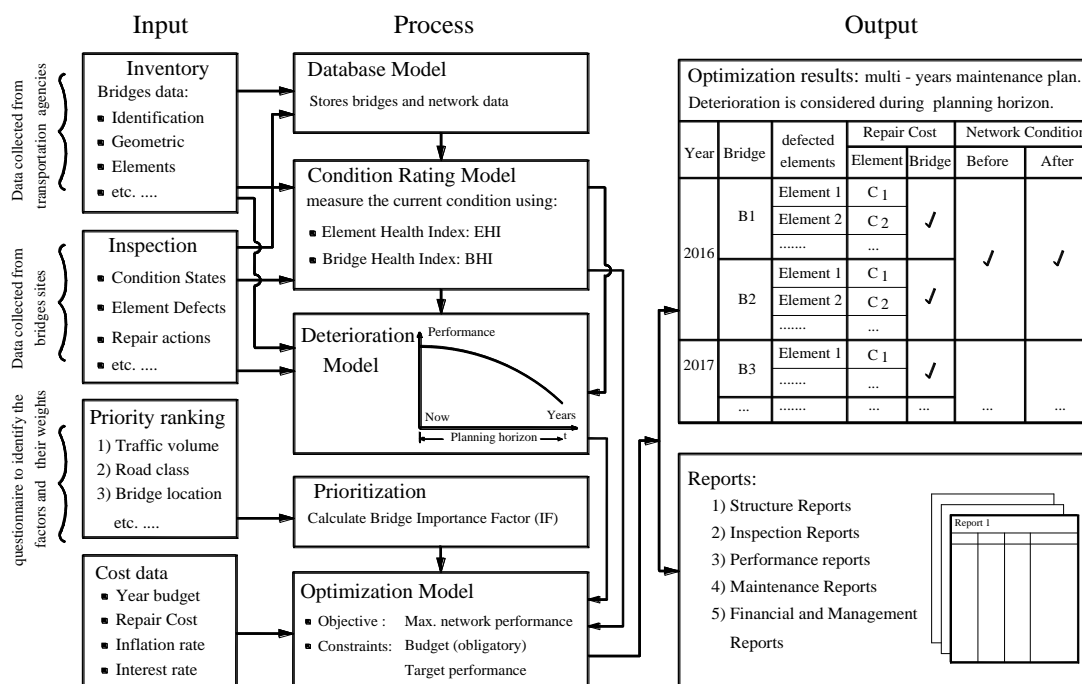 Input
Process
Output
Data collected from
transportation agencies
Inventory
Bridges data:
Identification
Geometric
Elements
etc. ....
Data collected from
bridges sites
Inspection
Condition States
Element Defects
Repair actions
etc. ....
questionnaire to identify the
factors and their weights
Priority ranking
1) Traffic volume
2) Road class
3) Bridge location
etc. ....
Cost data
Year budget
Repair Cost
Inflation rate
Interest rate
Database Model
Stores bridges and network data
Condition Rating Model
measure the current condition using:
Element Health Index: EHI
Bridge Health Index: BHI
Deterioration
Model
Performance
Now
Years
Planning horizon
t
Prioritization
Calculate Bridge Importance Factor (IF)
Optimization Model
Objective : Max. network performance
Constraints: Budget (obligatory)
Target performance
Optimization results: multi - years maintenance plan.
Deterioration is considered during planning horizon.
Year Bridge defected elements Repair Cost Network Condition
Element Bridge Before After
2016 B1 Element 1 C1
Element 2 C2
....... ...
B2 Element 1 C1
Element 2 C2
....... ...
2017 B3 Element 1 C1
....... ...
... ....... ... ... ... ...
Reports:
1) Structure Reports
2) Inspection Reports
3) Performance reports
4) Maintenance Reports
5) Financial and Management
Reports
Report 1